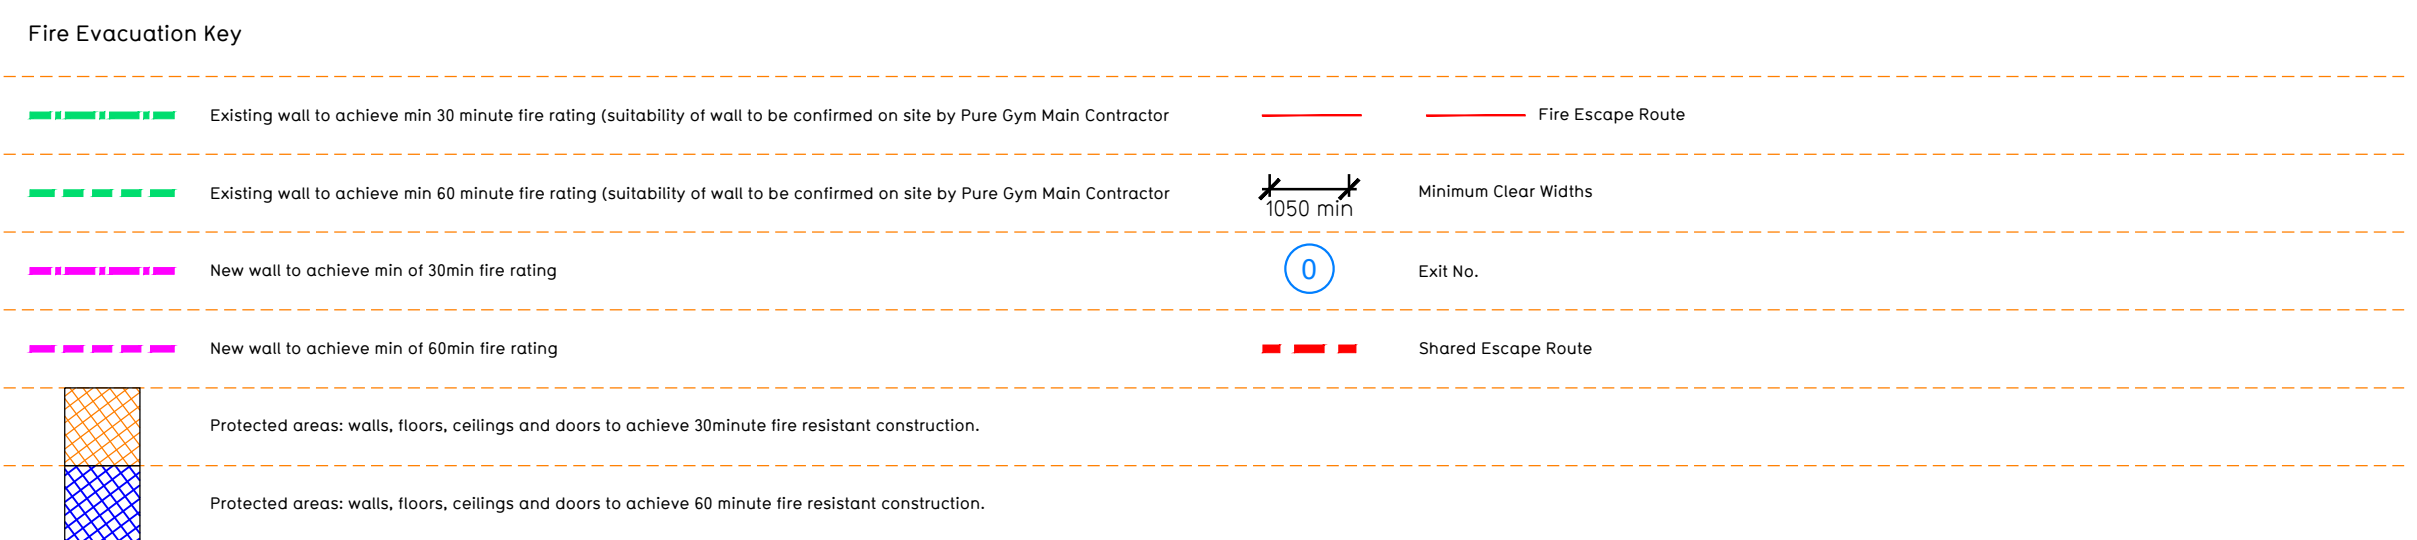 Fire Evacuation Key
Existing wall to achieve min 30 minute fire rating (suitability of wall to be confirmed on site by Pure Gym Main Contractor
Fire Escape Route
Existing wall to achieve min 60 minute fire rating (suitability of wall to be confirmed on site by Pure Gym Main Contractor
1050 min
Minimum Clear Widths
New wall to achieve min of 30min fire rating
0
Exit No.
New wall to achieve min of 60min fire rating
Shared Escape Route
Protected areas: walls, floors, ceilings and doors to achieve 30minute fire resistant construction.
Protected areas: walls, floors, ceilings and doors to achieve 60 minute fire resistant construction.